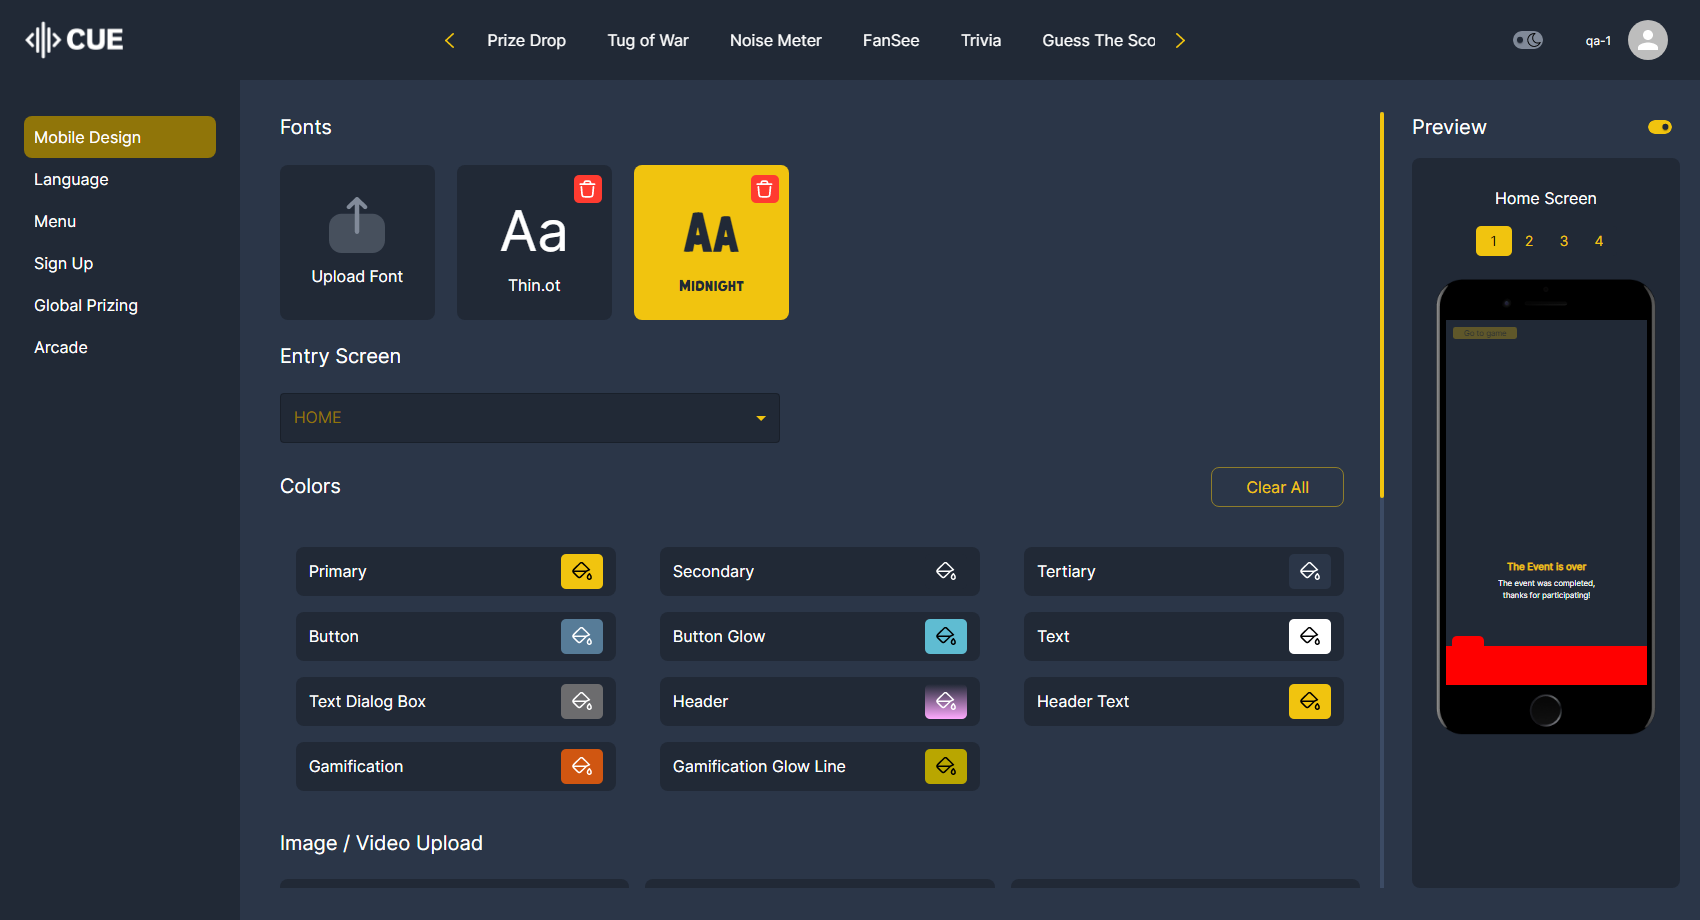 CUE
Prize Drop
Tug of War
Noise Meter
FanSee
Trivia
Guess The Sco
qa-1
Mobile Design
Language
Menu
Sign Up
Global Prizing
Arcade
Fonts
Upload Font
Aa
Thin.ot
AA
MIDNIGHT
Entry Screen
HOME
Colors
Clear All
Primary
Secondary
Tertiary
Button
Button Glow
Text
Text Dialog Box
Header
Header Text
Gamification
Gamification Glow Line
Image / Video Upload
Preview
Home Screen
1 2 3 4
Go to game
The Event is over
The event was completed,
thanks for participating!